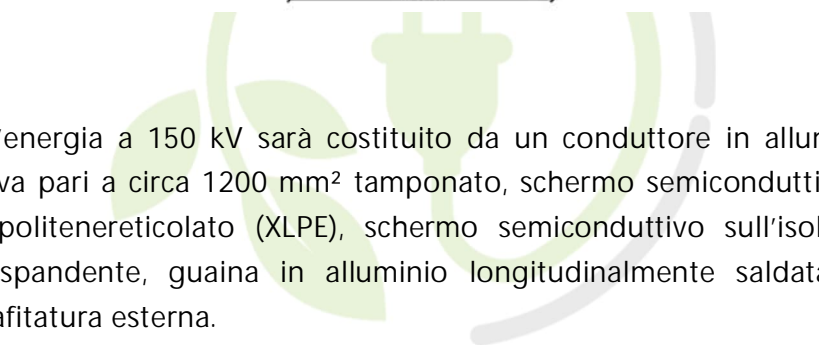 'energia a 150 kV sarà costituito da un conduttore in allur
va pari a circa 1200 mm² tamponato, schermo semicondutti
politenereticolato (XLPE), schermo semiconduttivo sull'isol
spandente, guaina in alluminio longitudinalmente saldata
afitatura esterna.